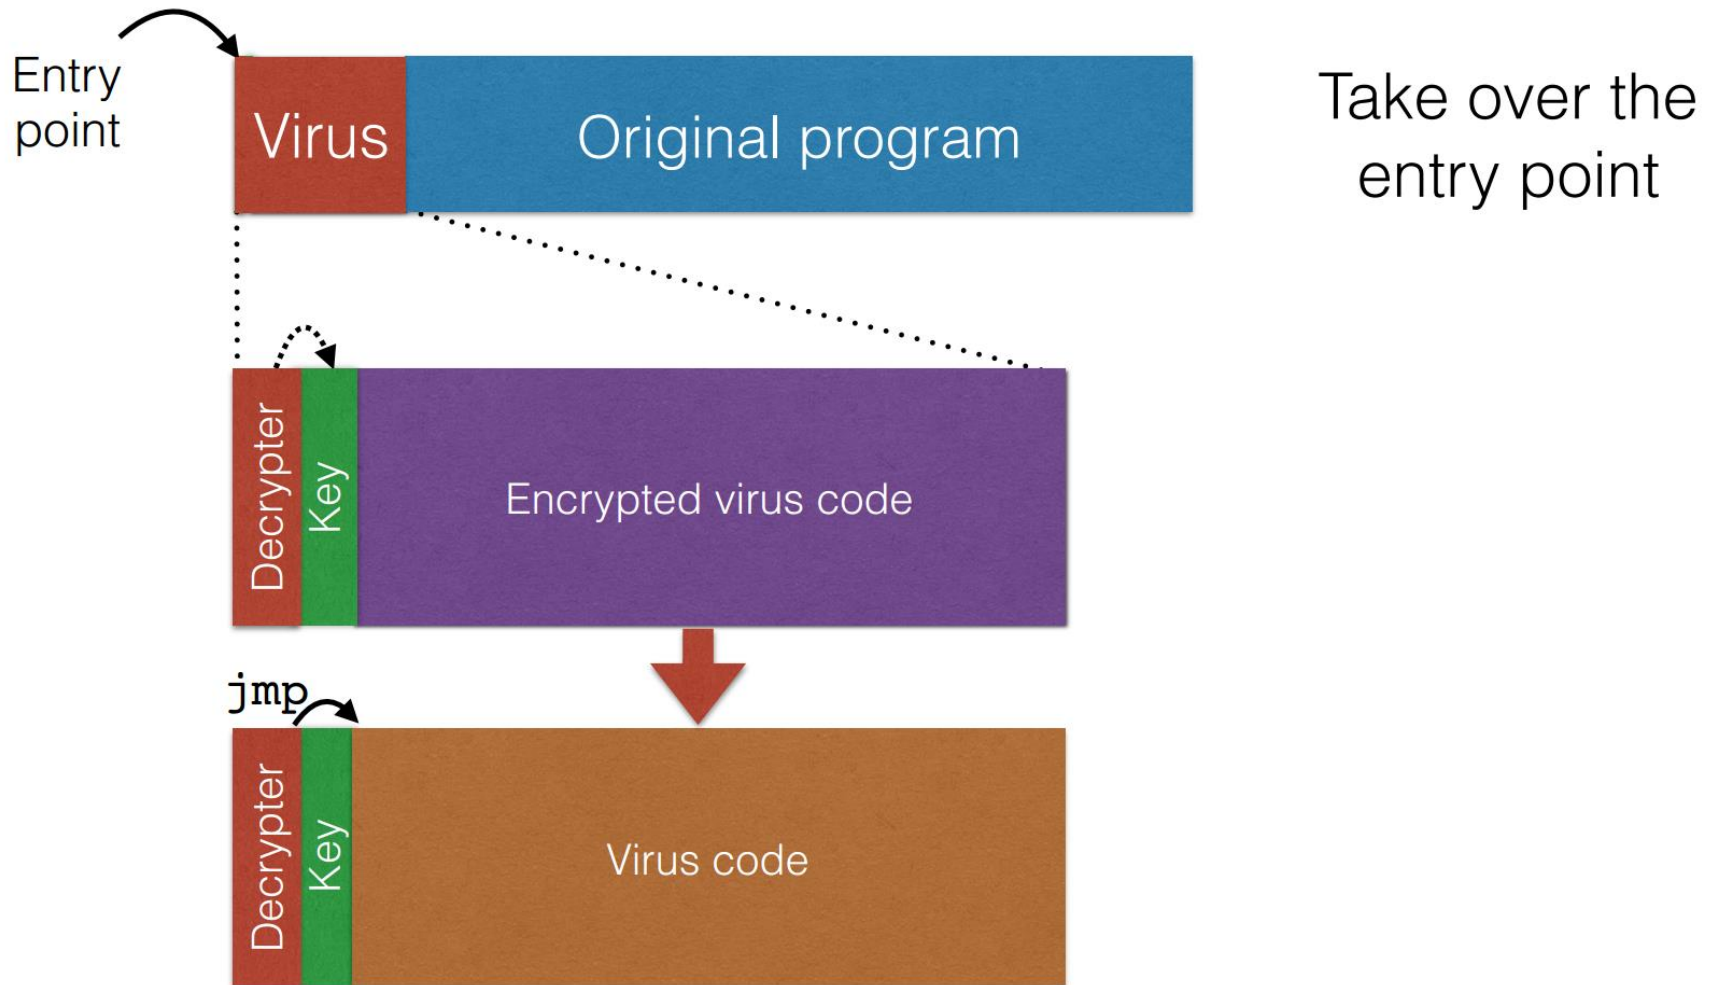 Entry
point
Virus
Original program
Take over the
entry point
Decrypter
Key
Encrypted virus code
jmp
Decrypter
Key
Virus code